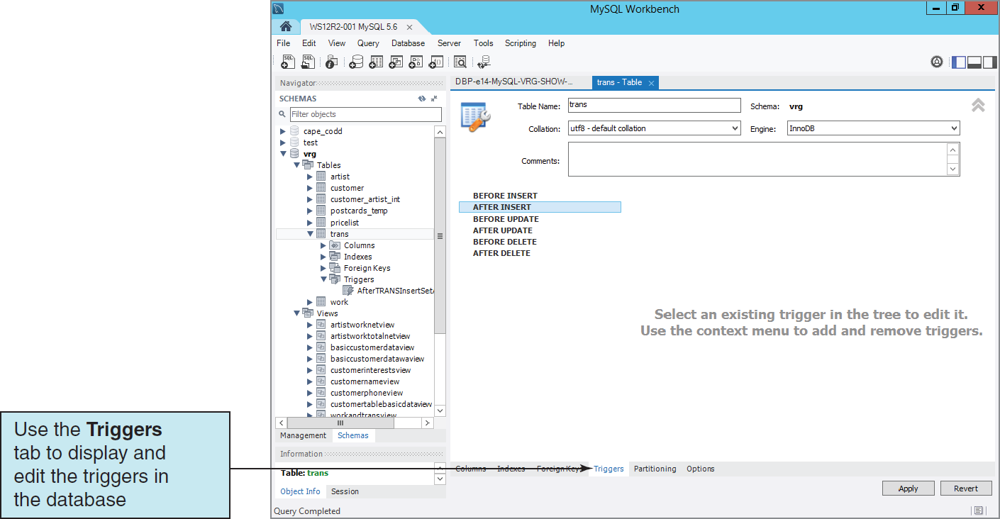 MySQL Workbench
WS12R2-001 MySQL 5.6
File Edit View Query Database Server Tools Scripting Help
Navigator
SCHEMAS
Filter objects
cape_codd
test
vrg
Tables
artist
customer
customer_artist_int
postcards_temp
pricelist
trans
Columns
Indexes
Foreign Keys
Triggers
AfterTRANSInsertSet
work
Views
artistworknetview
artistworktotalnetview
basiccustomerdataview
basiccustomerdatawaview
customerinterestsview
customernameview
customerphoneview
customertablebasicdataview
workandtransview
Management Schemas
Information
Table: trans
Object Info Session
Query Completed
DBP-e14-MySQL-VRG-SHOW-...
trans - Table
Table Name: trans
Schema: vrg
Collation: utf8 - default collation
Engine: InnoDB
Comments:
BEFORE INSERT
AFTER INSERT
BEFORE UPDATE
AFTER UPDATE
BEFORE DELETE
AFTER DELETE
Select an existing trigger in the tree to edit it.
Use the context menu to add and remove triggers.
Columns Indexes Foreign Keys Triggers Partitioning Options
Apply Revert
Use the Triggers
tab to display and
edit the triggers in
the database